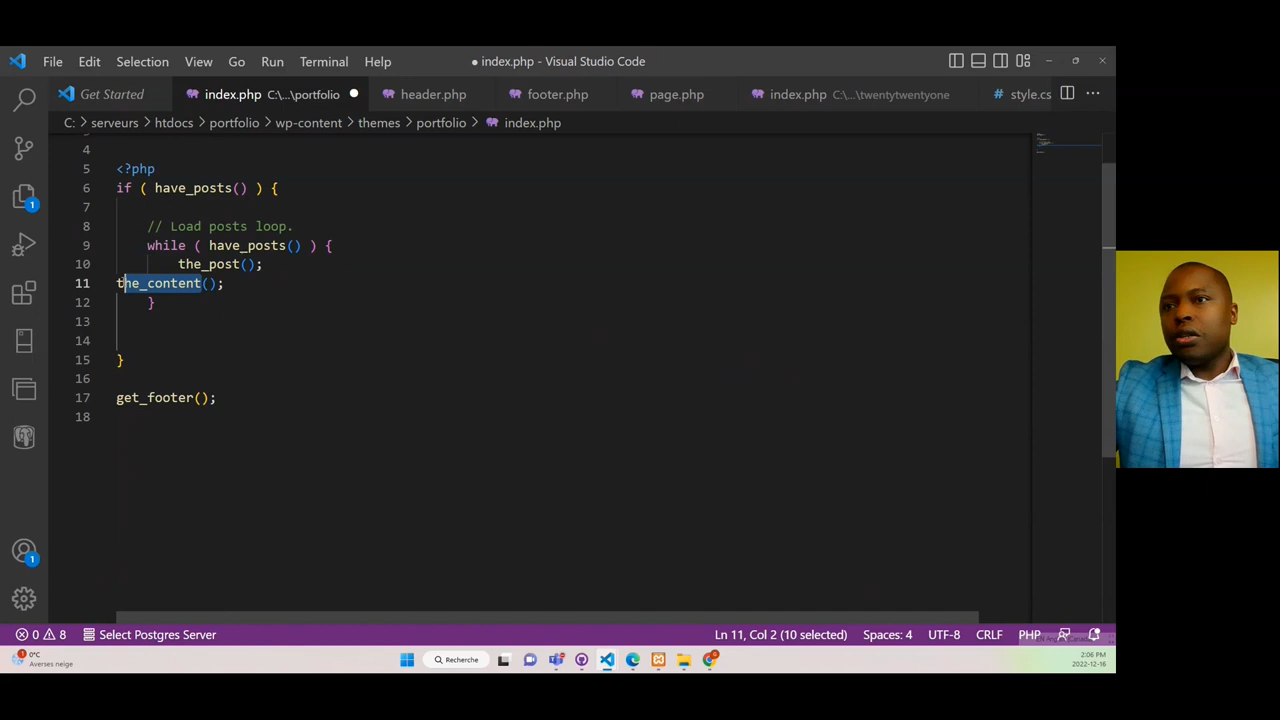 File Edit Selection View Go Run Terminal Help ● index.php - Visual Studio Code
Get Started index.php C:\...\portfolio ● header.php footer.php page.php index.php C:\...\twentytwentyone # style.cs ···
C: > serveurs > htdocs > portfolio > wp-content > themes > portfolio > index.php
4
5 <?php
6 if ( have_posts() ) {
7
8 // Load posts loop.
9 while ( have_posts() ) {
10 the_post();
11 the_content();
12 }
13
14
15 }
16
17 get_footer();
18
1
1
0 8 Select Postgres Server Ln 11, Col 2 (10 selected) Spaces: 4 UTF-8 CRLF PHP
0°C
Averses neige
Recherche
2:06 PM
2022-12-16